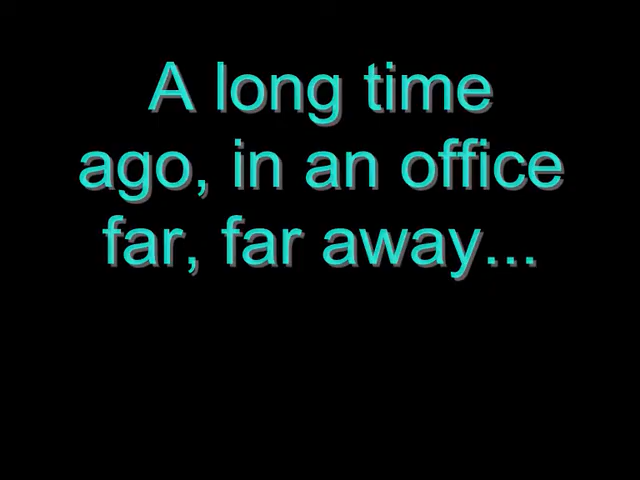 A long time
ago, in an office
far, far away...